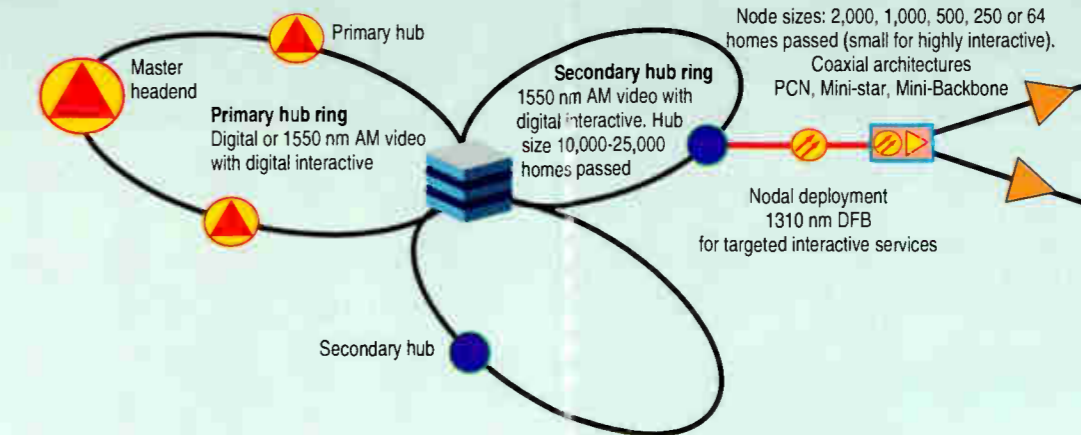 Primary hub
Master
headend
Primary hub ring
Digital or 1550 nm AM video
with digital interactive
Secondary hub ring
1550 nm AM video with
digital interactive. Hub
size 10,000-25,000
homes passed
Node sizes: 2,000, 1,000, 500, 250 or 64
homes passed (small for highly interactive).
Coaxial architectures
PCN, Mini-star, Mini-Backbone
Nodal deployment
1310 nm DFB
for targeted interactive services
Secondary hub